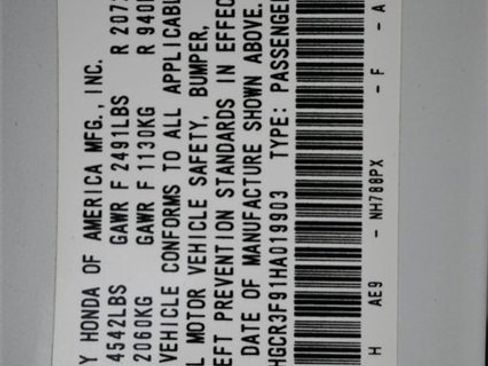 Y HONDA OF AMERICA MFG., INC.
4542LBS GAWR F 2491LBS R 207
2060KG GAWR F 1130KG R 940
VEHICLE CONFORMS TO ALL APPLICABL
L MOTOR VEHICLE SAFETY, BUMPER,
EFT PREVENTION STANDARDS IN EFFEC
DATE OF MANUFACTURE SHOWN ABOVE.
HGCR3F91HA019903 TYPE: PASSENGE
H AE9 - NH788PX - F - A